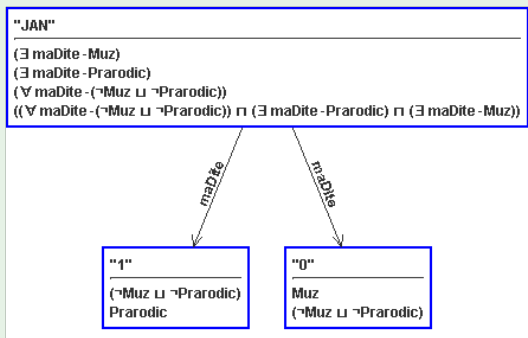 "JAN"
(∃ maDite - Muz)
(∃ maDite - Prarodic)
(∀ maDite - (¬Muz ⊔ ¬Prarodic))
((∀ maDite - (¬Muz ⊔ ¬Prarodic)) ⊓ (∃ maDite - Prarodic) ⊓ (∃ maDite - Muz))
maDite
maDite
"1"
(¬Muz ⊔ ¬Prarodic)
Prarodic
"0"
Muz
(¬Muz ⊔ ¬Prarodic)